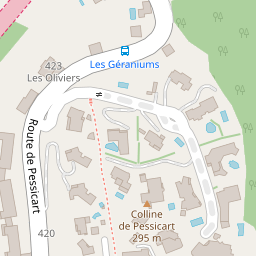 423
Les Oliviers
Les Géraniums
Route de Pessicart
Colline
de Pessicart
295 m
420